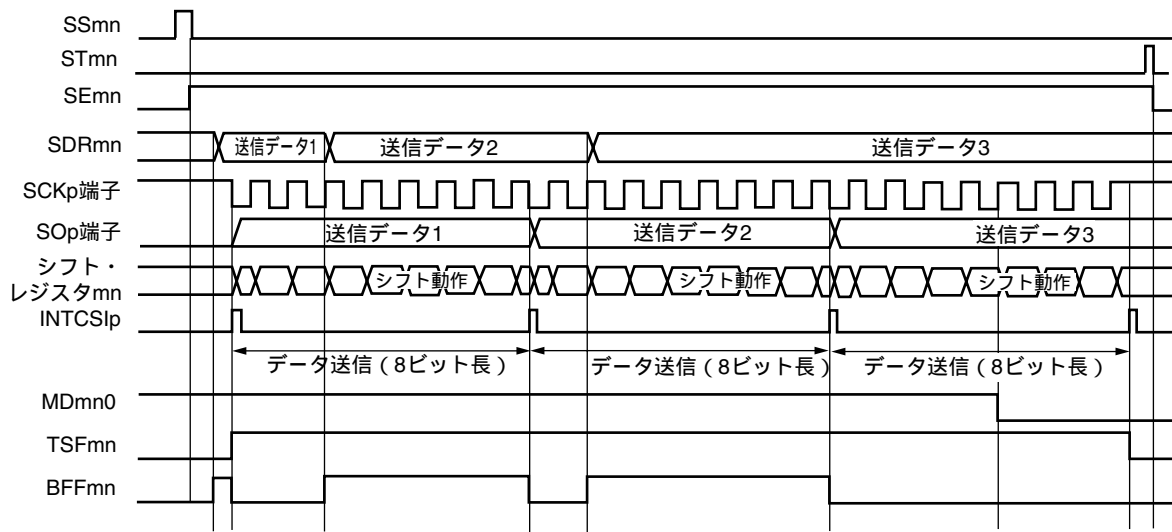 SSmn
STmn
SEmn
SDRmn 送信データ1 送信データ2 送信データ3
SCKp端子
SOp端子 送信データ1 送信データ2 送信データ3
シフト・
レジスタmn シフト動作 シフト動作 シフト動作
INTCSIp
データ送信(8ビット長) データ送信(8ビット長) データ送信(8ビット長)
MDmn0
TSFmn
BFFmn